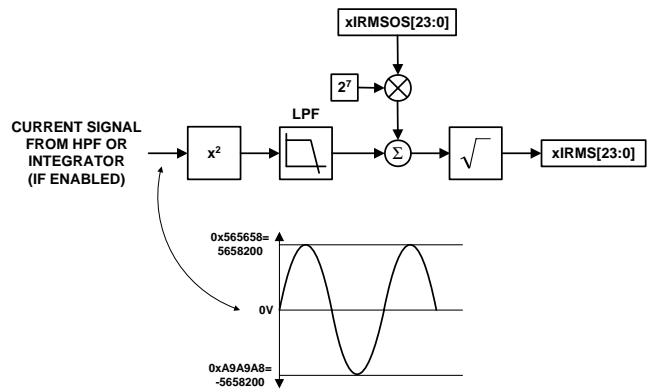 xIRMSOS[23:0]
2⁷
LPF
CURRENT SIGNAL
FROM HPF OR
INTEGRATOR
(IF ENABLED)
x²
Σ
√
xIRMS[23:0]
0x565658=
5658200
0V
0xA9A9A8=
-5658200